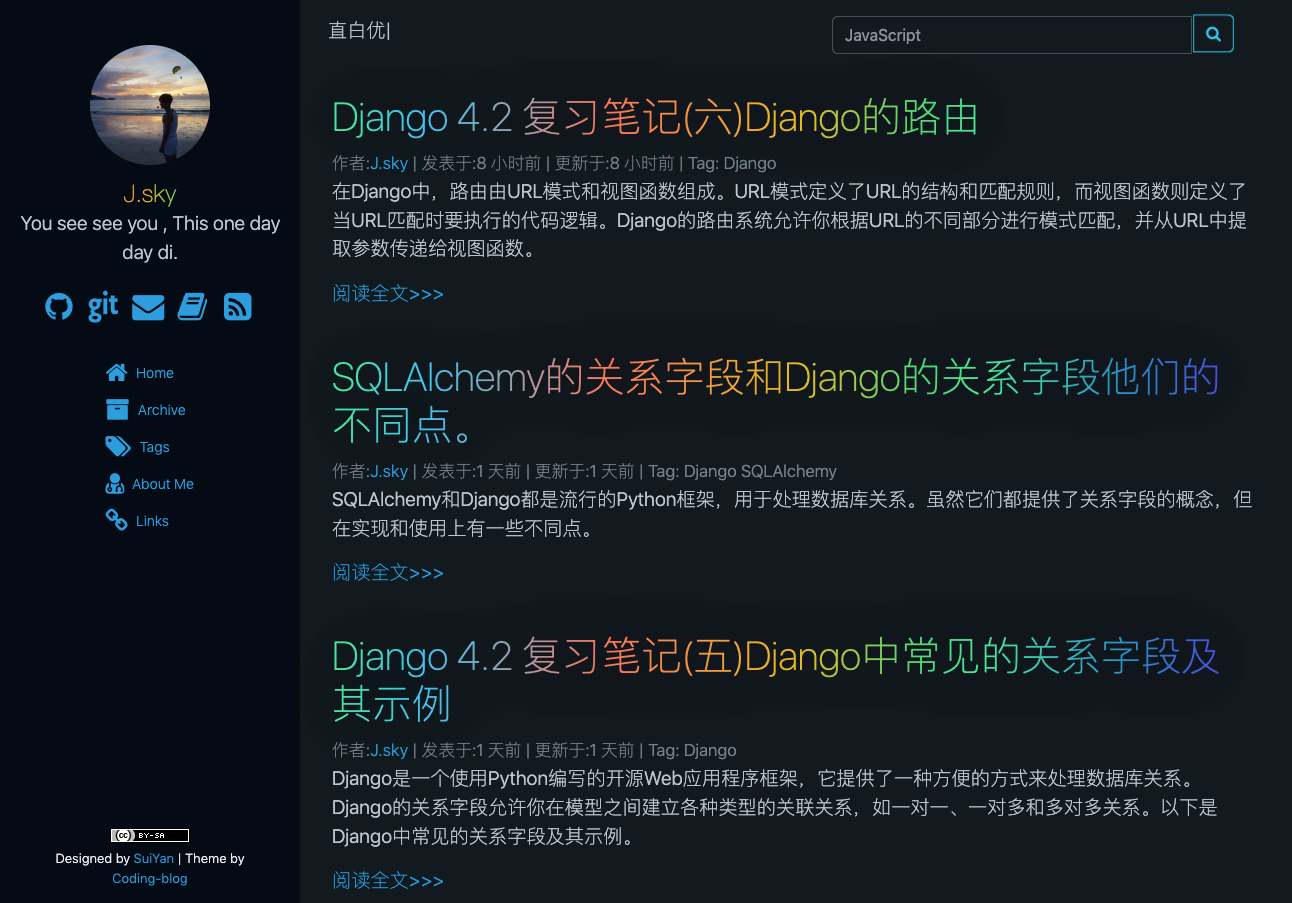 J.sky
You see see you , This one day
day di.
git
Home
Archive
Tags
About Me
Links
cc BY-SA
Designed by SuiYan | Theme by
Coding-blog
直白优|
JavaScript
Django 4.2 复习笔记(六)Django的路由
作者:J.sky | 发表于:8 小时前 | 更新于:8 小时前 | Tag: Django
在Django中，路由由URL模式和视图函数组成。URL模式定义了URL的结构和匹配规则，而视图函数则定义了
当URL匹配时要执行的代码逻辑。Django的路由系统允许你根据URL的不同部分进行模式匹配，并从URL中提
取参数传递给视图函数。
阅读全文>>>
SQLAlchemy的关系字段和Django的关系字段他们的
不同点。
作者:J.sky | 发表于:1 天前 | 更新于:1 天前 | Tag: Django SQLAlchemy
SQLAlchemy和Django都是流行的Python框架，用于处理数据库关系。虽然它们都提供了关系字段的概念，但
在实现和使用上有一些不同点。
阅读全文>>>
Django 4.2 复习笔记(五)Django中常见的关系字段及
其示例
作者:J.sky | 发表于:1 天前 | 更新于:1 天前 | Tag: Django
Django是一个使用Python编写的开源Web应用程序框架，它提供了一种方便的方式来处理数据库关系。
Django的关系字段允许你在模型之间建立各种类型的关联关系，如一对一、一对多和多对多关系。以下是
Django中常见的关系字段及其示例。
阅读全文>>>